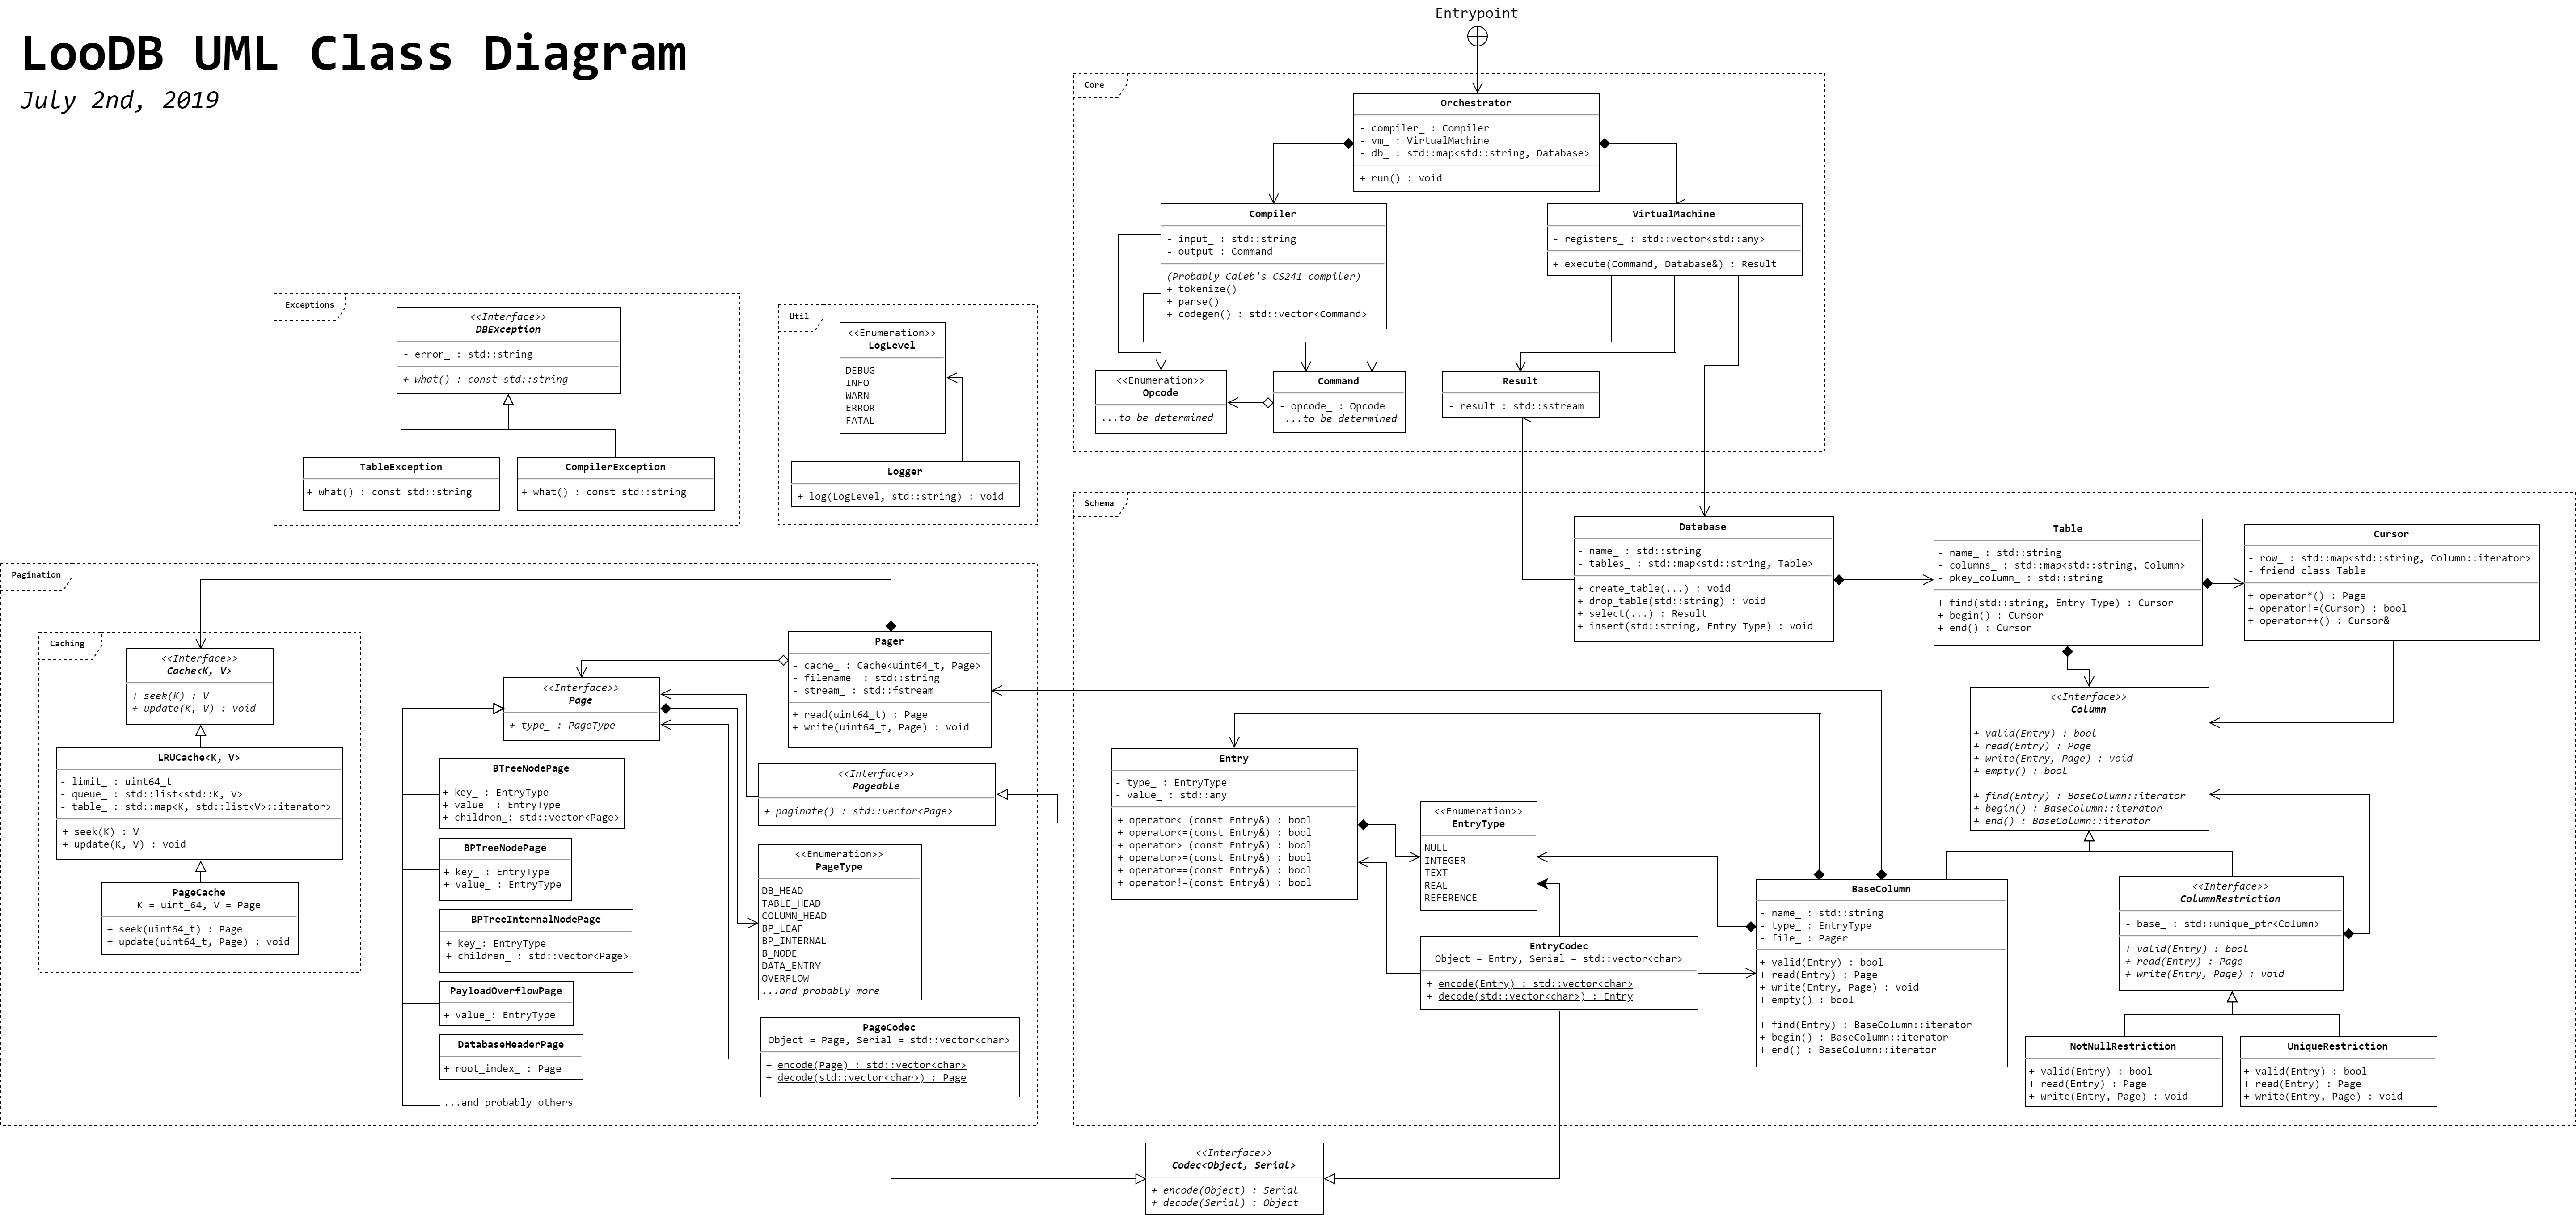 LooDB UML Class Diagram
July 2nd, 2019
Entrypoint
Core
Orchestrator
- compiler_ : Compiler
- vm_ : VirtualMachine
- db_ : std::map<std::string, Database>
+ run() : void
Compiler
- input_ : std::string
- output : Command
(Probably Caleb's CS241 compiler)
+ tokenize()
+ parse()
+ codegen() : std::vector<Command>
VirtualMachine
- registers_ : std::vector<std::any>
+ execute(Command, Database&) : Result
<<Enumeration>>
Opcode
...to be determined
Command
- opcode_ : Opcode
...to be determined
Result
- result : std::sstream
Exceptions
<<Interface>>
DBException
- error_ : std::string
+ what() : const std::string
TableException
+ what() : const std::string
CompilerException
+ what() : const std::string
Util
<<Enumeration>>
LogLevel
DEBUG
INFO
WARN
ERROR
FATAL
Logger
+ log(LogLevel, std::string) : void
Pagination
Caching
<<Interface>>
Cache<K, V>
+ seek(K) : V
+ update(K, V) : void
LRUCache<K, V>
- limit_ : uint64_t
- queue_ : std::list<std::K, V>
- table_ : std::map<K, std::list<V>::iterator>
+ seek(K) : V
+ update(K, V) : void
PageCache
K = uint_64, V = Page
+ seek(uint64_t) : Page
+ update(uint64_t, Page) : void
<<Interface>>
Page
+ type_ : PageType
BTreeNodePage
+ key_ : EntryType
+ value_ : EntryType
+ children_: std::vector<Page>
BPTreeNodePage
+ key_ : EntryType
+ value_ : EntryType
BPTreeInternalNodePage
+ key_: EntryType
+ children_ : std::vector<Page>
PayloadOverflowPage
+ value_: EntryType
DatabaseHeaderPage
+ root_index_ : Page
...and probably others
Pager
- cache_ : Cache<uint64_t, Page>
- filename_ : std::string
- stream_ : std::fstream
+ read(uint64_t) : Page
+ write(uint64_t, Page) : void
<<Interface>>
Pageable
+ paginate() : std::vector<Page>
<<Enumeration>>
PageType
DB_HEAD
TABLE_HEAD
COLUMN_HEAD
BP_LEAF
BP_INTERNAL
B_NODE
DATA_ENTRY
OVERFLOW
...and probably more
PageCodec
Object = Page, Serial = std::vector<char>
+ encode(Page) : std::vector<char>
+ decode(std::vector<char>) : Page
Schema
Database
- name_ : std::string
- tables_ : std::map<std::string, Table>
+ create_table(...) : void
+ drop_table(std::string) : void
+ select(...) : Result
+ insert(std::string, Entry Type) : void
Table
- name_ : std::string
- columns_ : std::map<std::string, Column>
- pkey_column_ : std::string
+ find(std::string, Entry Type) : Cursor
+ begin() : Cursor
+ end() : Cursor
Cursor
- row_ : std::map<std::string, Column::iterator>
- friend class Table
+ operator*() : Page
+ operator!=(Cursor) : bool
+ operator++() : Cursor&
<<Interface>>
Column
+ valid(Entry) : bool
+ read(Entry) : Page
+ write(Entry, Page) : void
+ empty() : bool
+ find(Entry) : BaseColumn::iterator
+ begin() : BaseColumn::iterator
+ end() : BaseColumn::iterator
Entry
- type_ : EntryType
- value_ : std::any
+ operator< (const Entry&) : bool
+ operator<=(const Entry&) : bool
+ operator> (const Entry&) : bool
+ operator>=(const Entry&) : bool
+ operator==(const Entry&) : bool
+ operator!=(const Entry&) : bool
<<Enumeration>>
EntryType
NULL
INTEGER
TEXT
REAL
REFERENCE
EntryCodec
Object = Entry, Serial = std::vector<char>
+ encode(Entry) : std::vector<char>
+ decode(std::vector<char>) : Entry
BaseColumn
- name_ : std::string
- type_ : EntryType
- file_ : Pager
+ valid(Entry) : bool
+ read(Entry) : Page
+ write(Entry, Page) : void
+ empty() : bool
+ find(Entry) : BaseColumn::iterator
+ begin() : BaseColumn::iterator
+ end() : BaseColumn::iterator
<<Interface>>
ColumnRestriction
- base_ : std::unique_ptr<Column>
+ valid(Entry) : bool
+ read(Entry) : Page
+ write(Entry, Page) : void
NotNullRestriction
+ valid(Entry) : bool
+ read(Entry) : Page
+ write(Entry, Page) : void
UniqueRestriction
+ valid(Entry) : bool
+ read(Entry) : Page
+ write(Entry, Page) : void
<<Interface>>
Codec<Object, Serial>
+ encode(Object) : Serial
+ decode(Serial) : Object